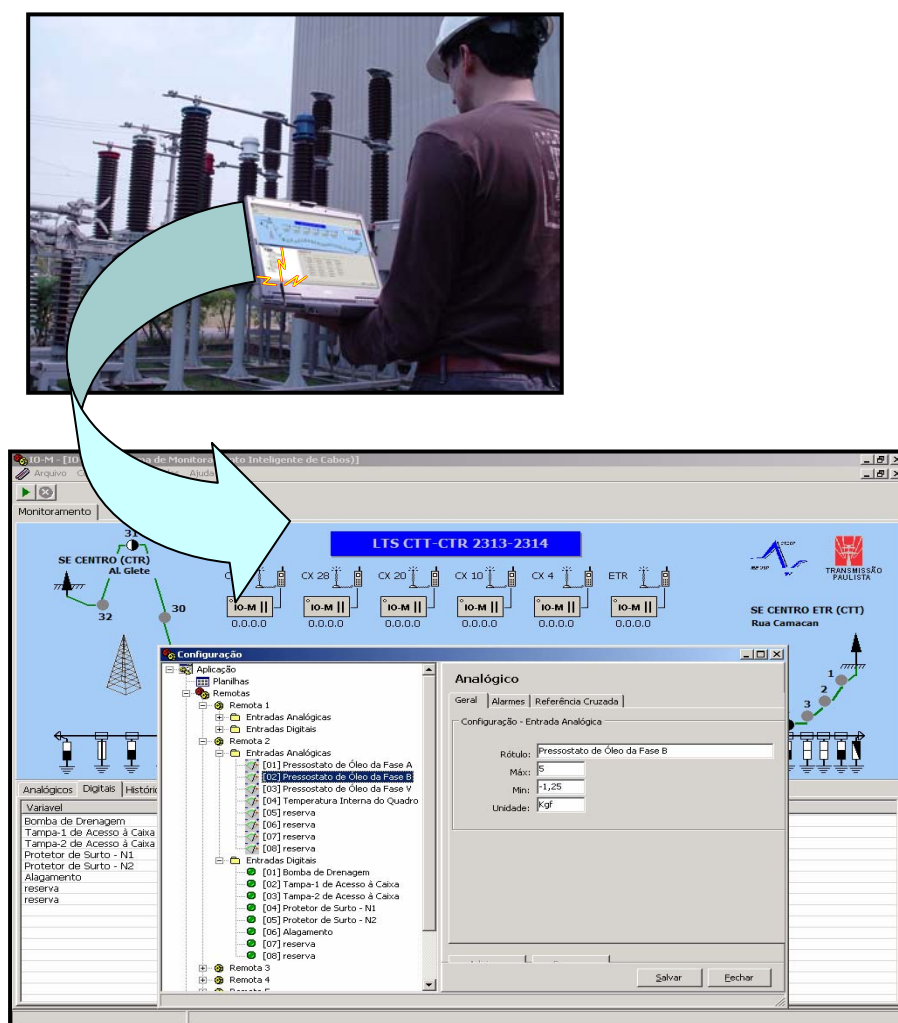 IO-M - [IO
ma de Monitoramento Inteligente de Cabos)]
Arquivo
Ajuda
Monitoramento
LTS CTT-CTR 2313-2314
31
SE CENTRO (CTR)
Al. Glete
32
30
CX 28
CX 20
CX 10
CX 4
ETR
IO-M
IO-M
IO-M
IO-M
IO-M
IO-M
0.0.0.0
0.0.0.0
0.0.0.0
0.0.0.0
0.0.0.0
0.0.0.0
TRANSMISSÃO
PAULISTA
SE CENTRO ETR (CTT)
Rua Camacan
1
2
3
Analógicos
Digitais
Variavel
Bomba de Drenagem
Tampa-1 de Acesso à Caixa
Tampa-2 de Acesso à Caixa
Protetor de Surto - N1
Protetor de Surto - N2
Alagamento
reserva
reserva
Configuração
Aplicação
Planilhas
Remotas
Remota 1
Entradas Analógicas
Entradas Digitais
Remota 2
Entradas Analógicas
[01] Pressostato de Óleo da Fase A
[02] Pressostato de Óleo da Fase B
[03] Pressostato de Óleo da Fase V
[04] Temperatura Interna do Quadro
[05] reserva
[06] reserva
[07] reserva
[08] reserva
Entradas Digitais
[01] Bomba de Drenagem
[02] Tampa-1 de Acesso à Caixa
[03] Tampa-2 de Acesso à Caixa
[04] Protetor de Surto - N1
[05] Protetor de Surto - N2
[06] Alagamento
[07] reserva
[08] reserva
Remota 3
Remota 4
Analógico
Geral
Alarmes
Referência Cruzada
Configuração - Entrada Analógica
Rótulo: Pressostato de Óleo da Fase B
Máx: 5
Min: -1,25
Unidade: Kgf
Salvar
Fechar